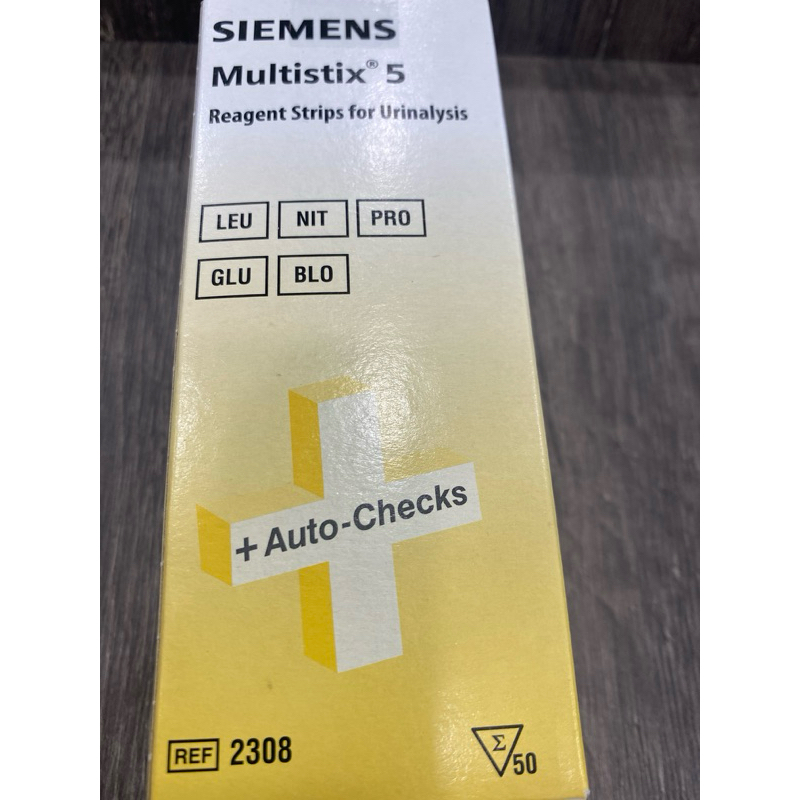 SIEMENS
Multistix® 5
Reagent Strips for Urinalysis
LEU NIT PRO
GLU BLO
+ Auto-Checks
REF 2308
Σ 50